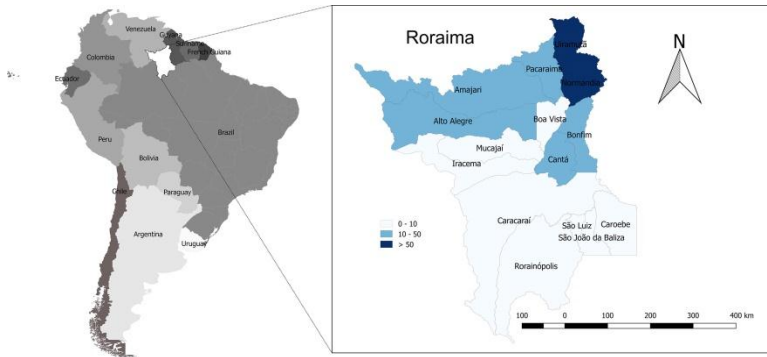 Venezuela
Guyana
Suriname
French Guiana
Colombia
Ecuador
Brazil
Peru
Bolivia
Paraguay
Chile
Argentina
Uruguay
Roraima
N
Uiramutã
Pacaraima
Normandia
Amajari
Alto Alegre
Boa Vista
Bonfim
Mucajaí
Cantá
Iracema
0 - 10
10 - 50
> 50
Caracaraí
São Luiz
Caroebe
São João da Baliza
Rorainópolis
100 0 100 200 300 400 km